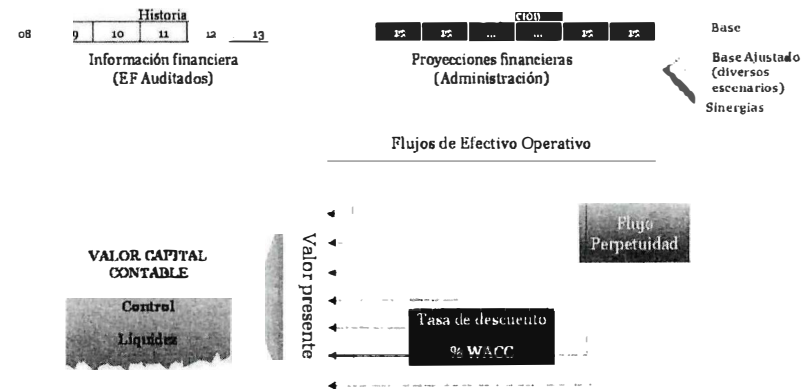 Historia
08 9 10 11 12 13
Información financiera
(EF Auditados)
CIÓN
... ...
Proyecciones financieras
(Administración)
Base
Base Ajustado
(diversos
escenarios)
Sinergias
Flujos de Efectivo Operativo
Flujo
Perpetuidad
Valor presente
VALOR CAPITAL
CONTABLE
Control
Liquidez
Tasa de descuento
% WACC